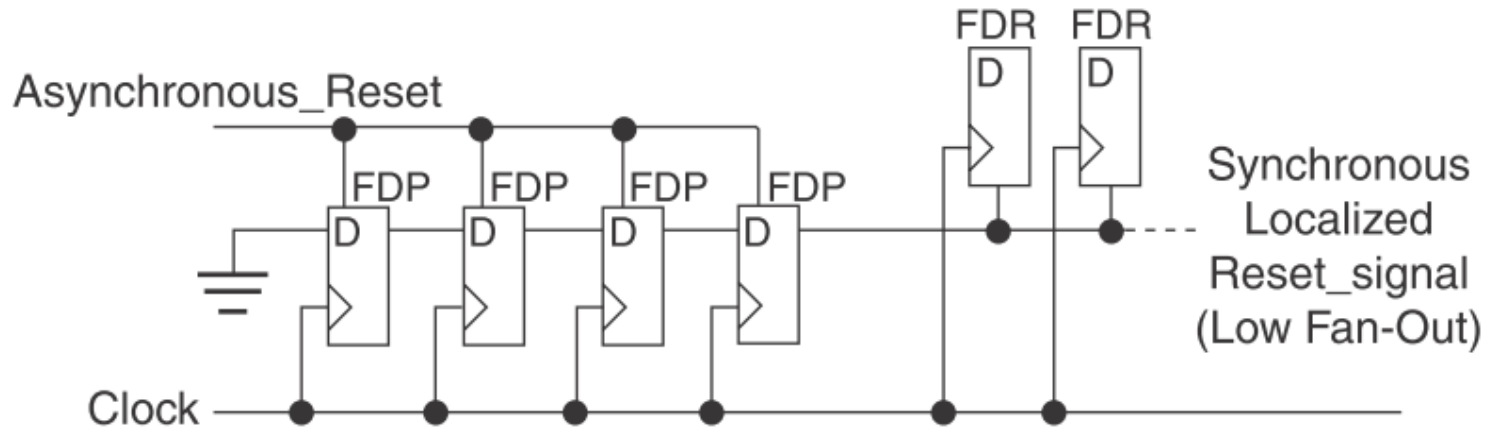 FDR FDR
D D
Asynchronous_Reset
FDP FDP FDP FDP
D D D D
Synchronous
Localized
Reset_signal
(Low Fan-Out)
Clock